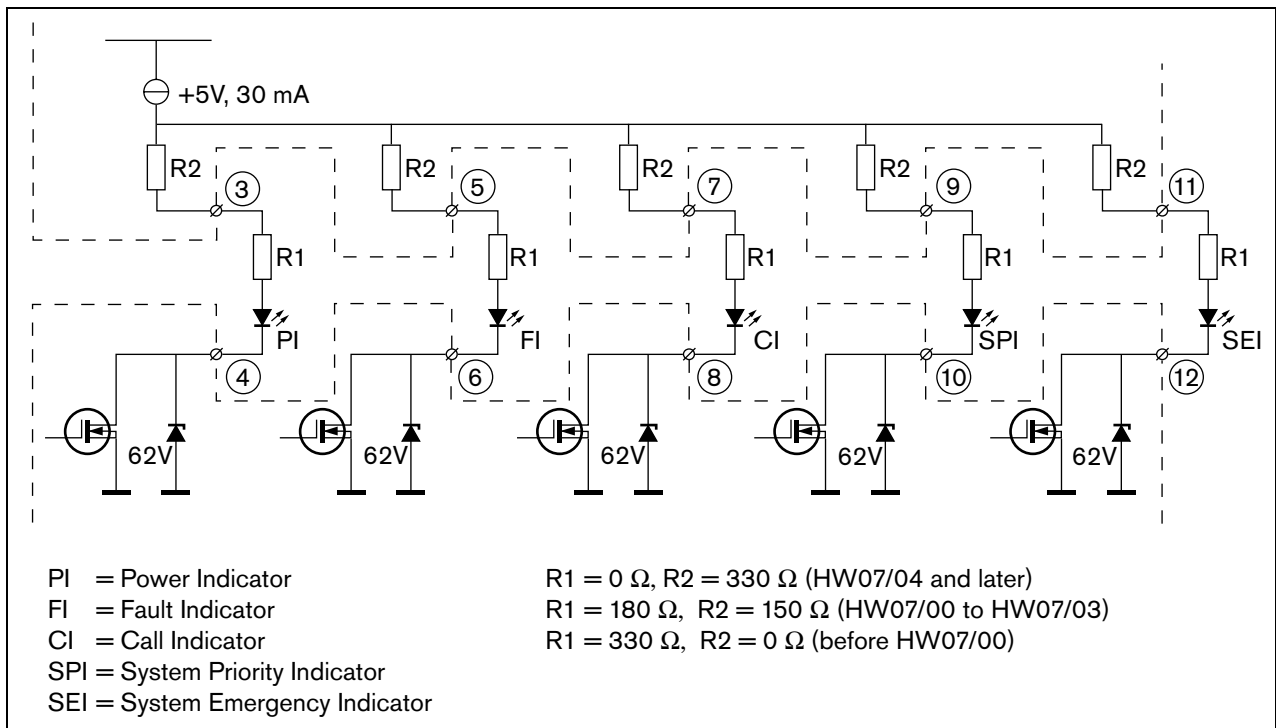 +5V, 30 mA
R2 R2 R2 R2 R2
3 5 7 9 11
R1 R1 R1 R1 R1
PI FI CI SPI SEI
4 6 8 10 12
62V 62V 62V 62V 62V
PI = Power Indicator
FI = Fault Indicator
CI = Call Indicator
SPI = System Priority Indicator
SEI = System Emergency Indicator
R1 = 0 Ω, R2 = 330 Ω (HW07/04 and later)
R1 = 180 Ω, R2 = 150 Ω (HW07/00 to HW07/03)
R1 = 330 Ω, R2 = 0 Ω (before HW07/00)